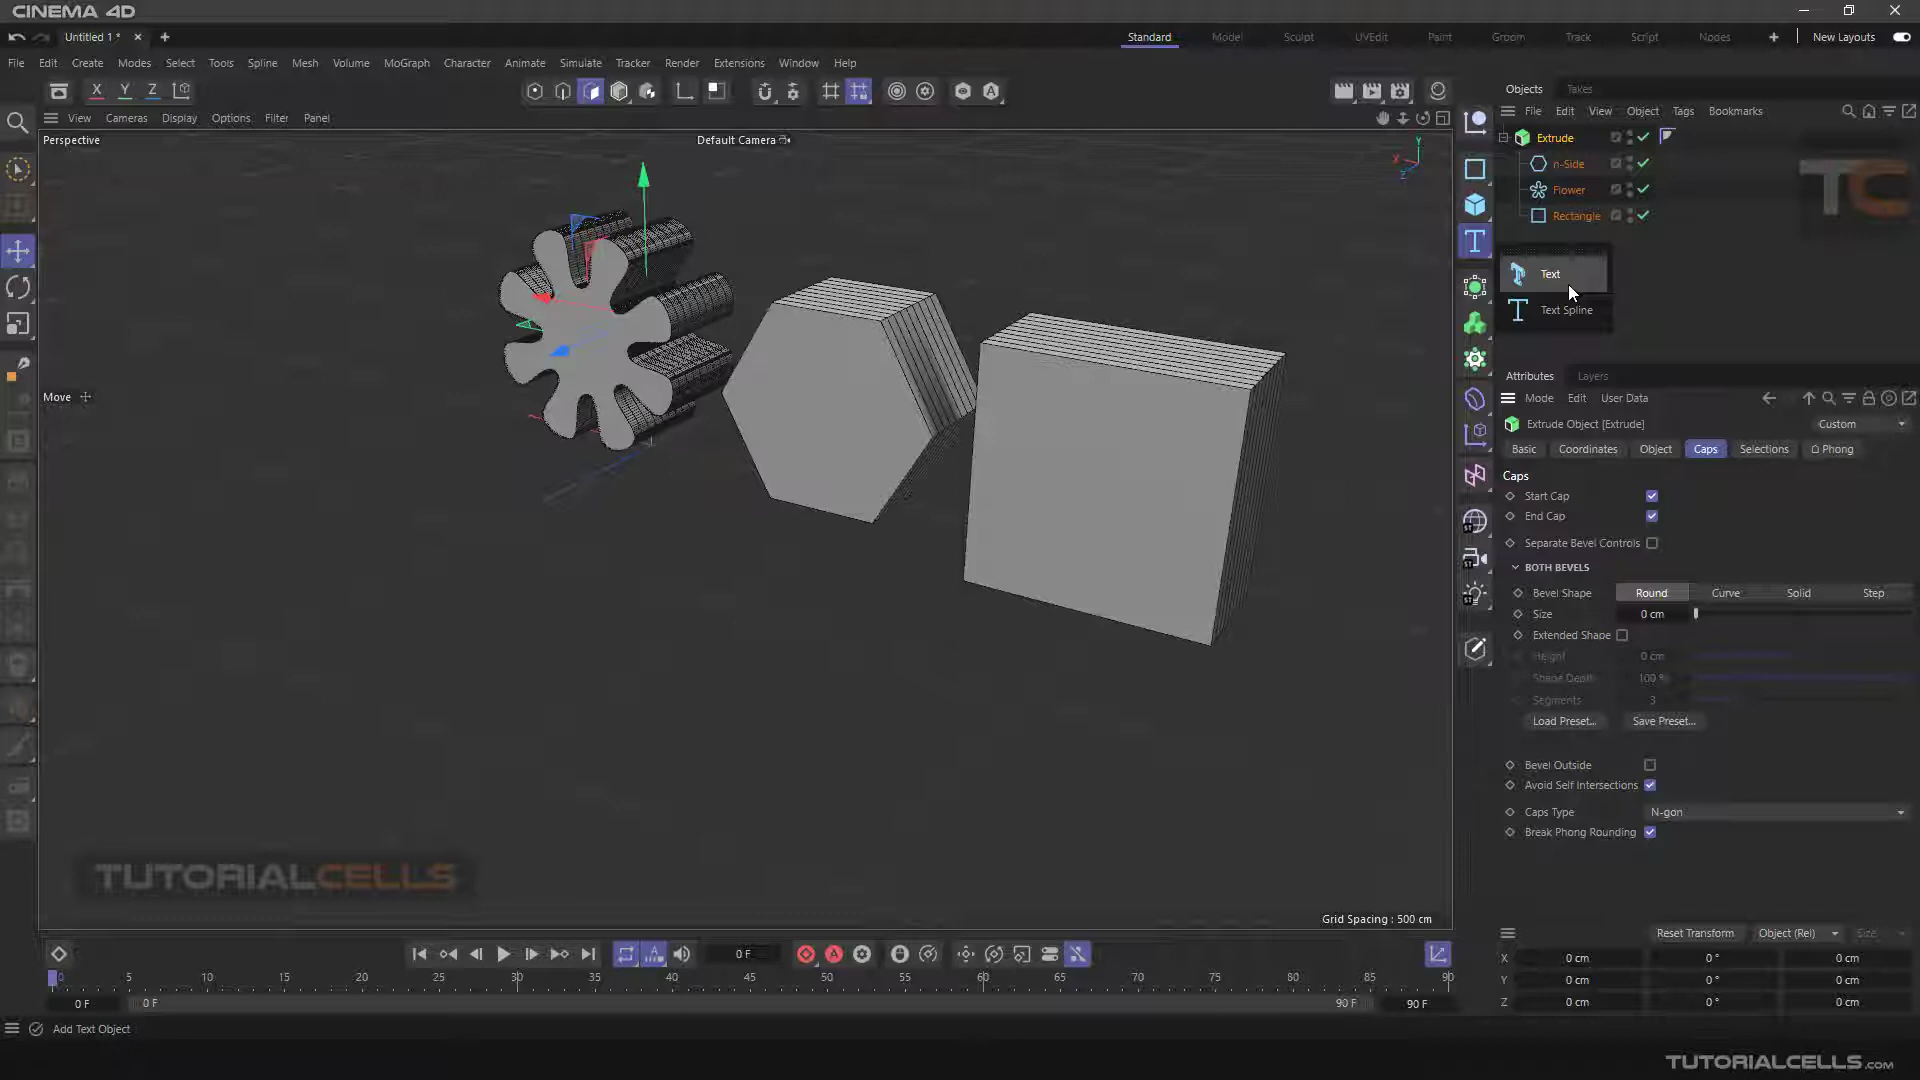 CINEMA 4D
Untitled 1 *
Standard Model Sculpt UVEdit Paint Groom Track Script Nodes New Layouts
File Edit Create Modes Select Tools Spline Mesh Volume MoGraph Character Animate Simulate Tracker Render Extensions Window Help
X Y Z
Objects Takes
View Cameras Display Options Filter Panel
File Edit View Object Tags Bookmarks
Perspective
Default Camera
Extrude
n-Side
Flower
Rectangle
TC
Text
Text Spline
Move
Attributes Layers
Mode Edit User Data
Extrude Object [Extrude] Custom
Basic Coordinates Object Caps Selections Phong
Caps
Start Cap
End Cap
Separate Bevel Controls
BOTH BEVELS
Bevel Shape Round Curve Solid Step
Size 0 cm
Extended Shape
Height 0 cm
Shape Depth 100 %
Segments 3
Load Preset... Save Preset...
Bevel Outside
Avoid Self Intersections
Caps Type N-gon
Break Phong Rounding
TUTORIALCELLS
Grid Spacing : 500 cm
0 F
Reset Transform Object (Rel) Size
0 5 10 15 20 25 30 35 40 45 50 55 60 65 70 75 80 85 90
0 F 0 F 90 F 90 F
X 0 cm 0 ° 0 cm
Y 0 cm 0 ° 0 cm
Z 0 cm 0 ° 0 cm
Add Text Object
TUTORIALCELLS.com